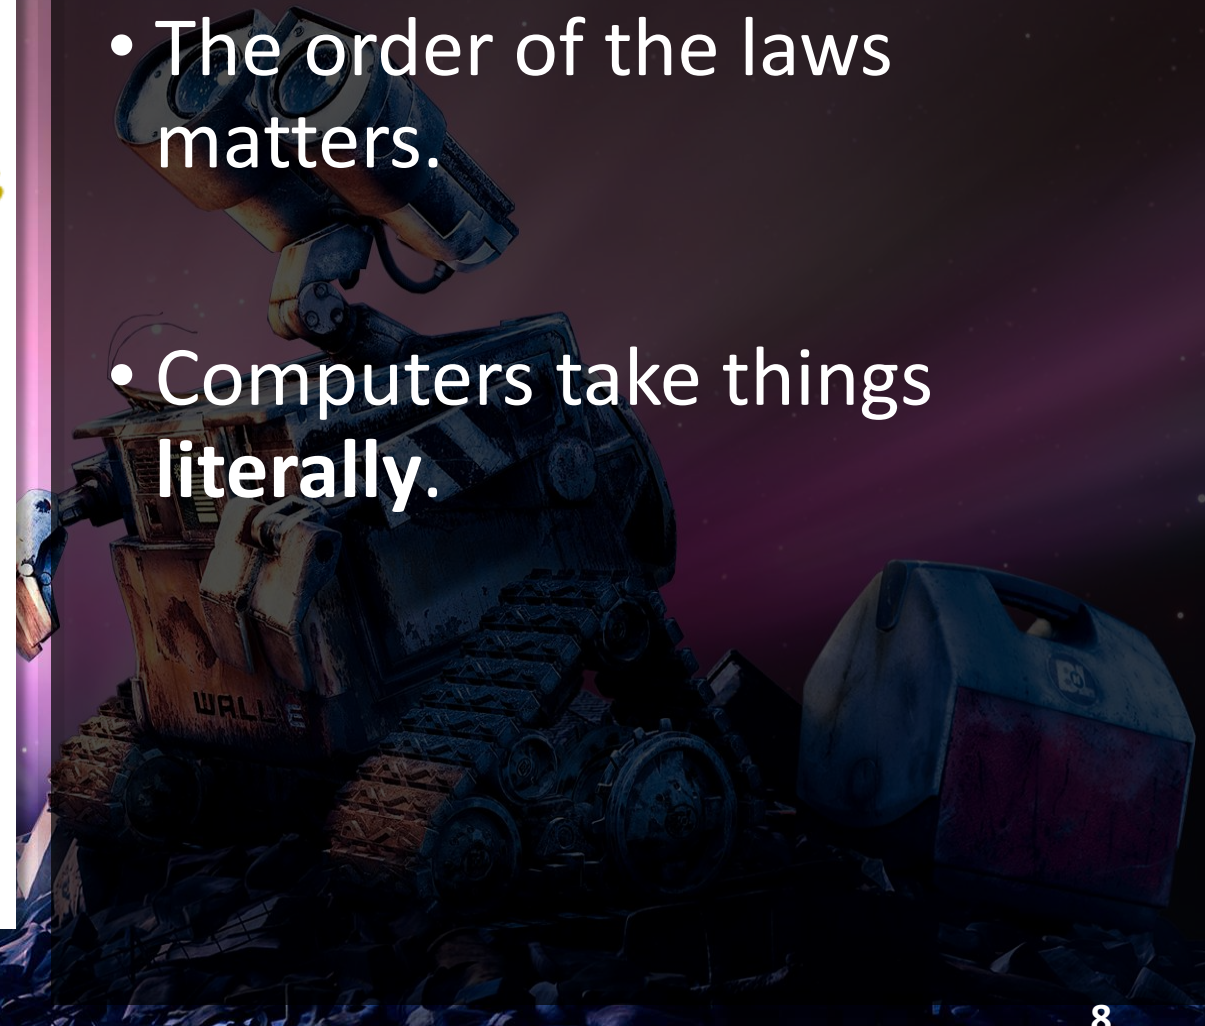 • The order of the laws
matters.
• Computers take things
literally.
WALL·E
8